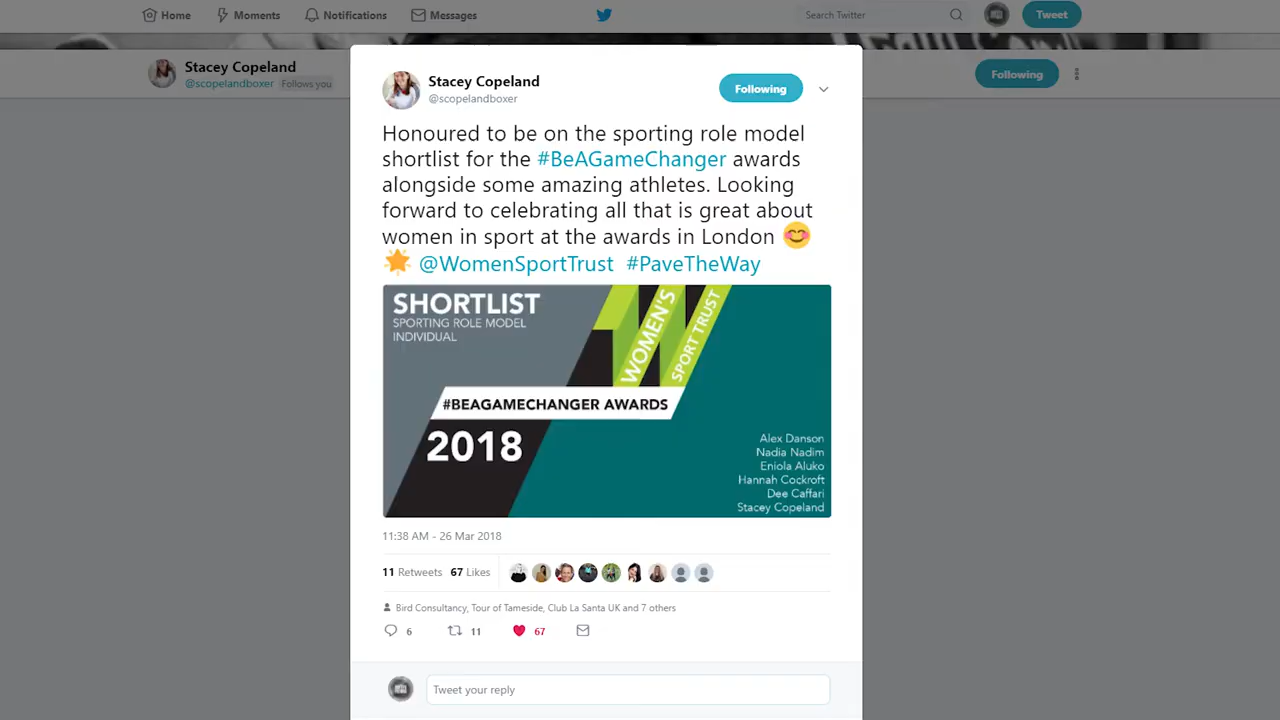 Home
Moments
Notifications
Messages
Search Twitter
Tweet
Stacey Copeland
@scopelandboxer Follows you
Following
Stacey Copeland
@scopelandboxer
Following
Honoured to be on the sporting role model
shortlist for the #BeAGameChanger awards
alongside some amazing athletes. Looking
forward to celebrating all that is great about
women in sport at the awards in London 😊
🌟 @WomenSportTrust #PaveTheWay
SHORTLIST
SPORTING ROLE MODEL
INDIVIDUAL
WOMEN'S
SPORT TRUST
#BEAGAMECHANGER AWARDS
2018
Alex Danson
Nadia Nadim
Eniola Aluko
Hannah Cockroft
Dee Caffari
Stacey Copeland
11:38 AM - 26 Mar 2018
11 Retweets 67 Likes
Bird Consultancy, Tour of Tameside, Club La Santa UK and 7 others
6 11 67
Tweet your reply